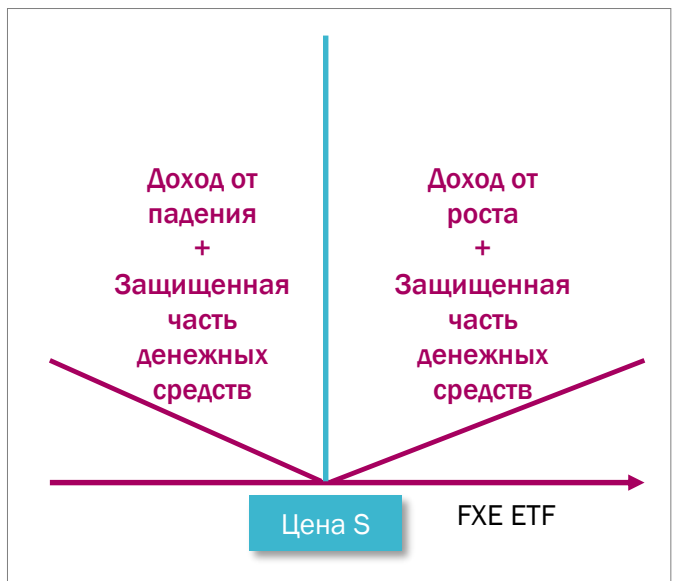 Доход от
падения
+
Защищенная
часть
денежных
средств
Доход от
роста
+
Защищенная
часть
денежных
средств
Цена S
FXE ETF